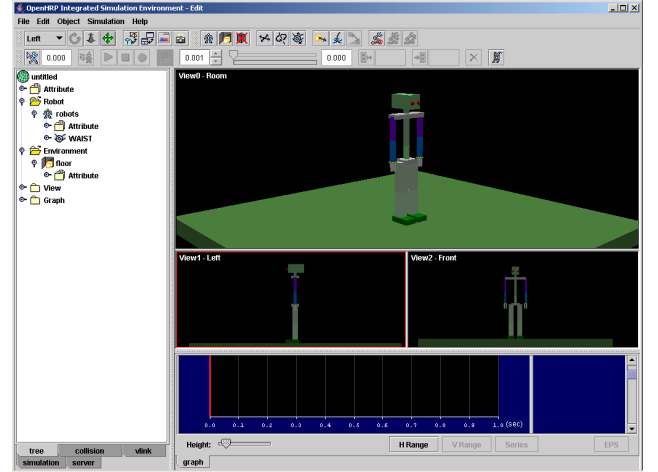 OpenHRP Integrated Simulation Environment - Edit
File Edit Object Simulation Help
Left
0.000 0.001 0.000
untitled
Attribute
Robot
robots
Attribute
WAIST
Environment
floor
Attribute
View
Graph
View0 - Room
View1 - Left
View2 - Front
0.0 0.1 0.2 0.3 0.4 0.5 0.6 0.7 0.8 0.9 1.0 (sec)
Height: H Range V Range Series EPS
graph
tree collision vlink
simulation server